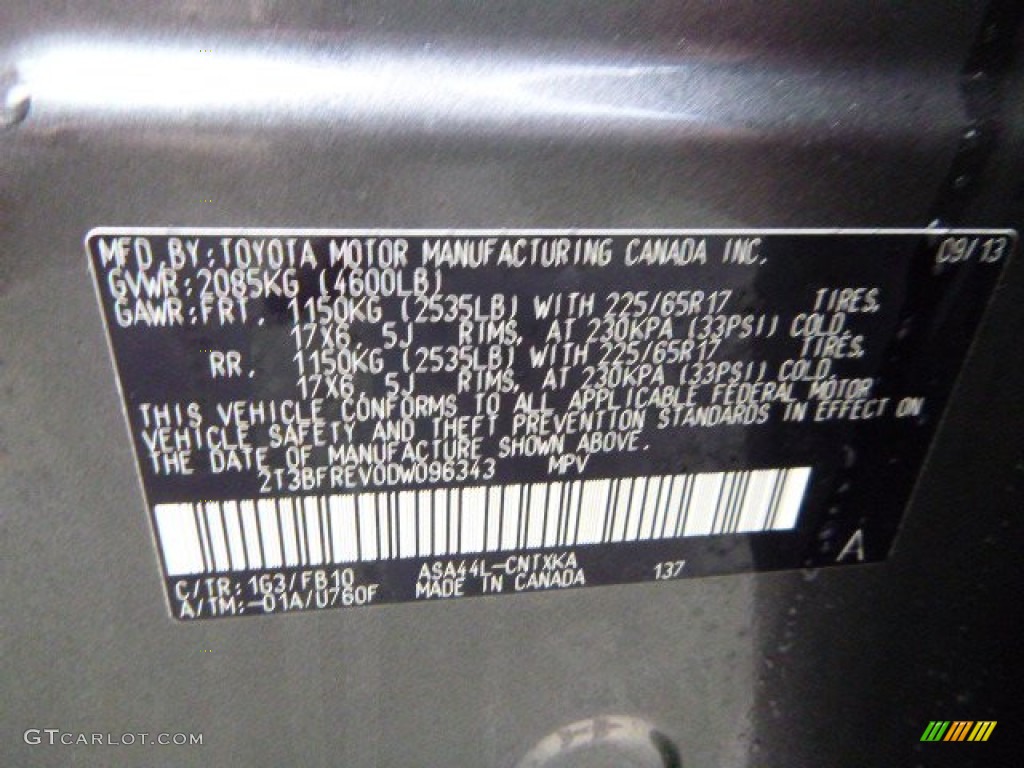 MFD.BY:TOYOTA MOTOR MANUFACTURING CANADA INC. 09/13
GVWR:2085KG (4600LB)
GAWR:FRT. 1150KG (2535LB) WITH 225/65R17 TIRES,
17X6.5J RIMS, AT 230KPA (33PSI) COLD.
RR. 1150KG (2535LB) WITH 225/65R17 TIRES,
17X6.5J RIMS, AT 230KPA (33PSI) COLD.
THIS VEHICLE CONFORMS TO ALL APPLICABLE FEDERAL MOTOR
VEHICLE SAFETY AND THEFT PREVENTION STANDARDS IN EFFECT ON
THE DATE OF MANUFACTURE SHOWN ABOVE.
2T3BFREV0DW096343 MPV
A
C/TR:1G3/FB10 ASA44L-CNTXKA 137
A/TM:-01A/U760F MADE IN CANADA
GTCARLOT.COM